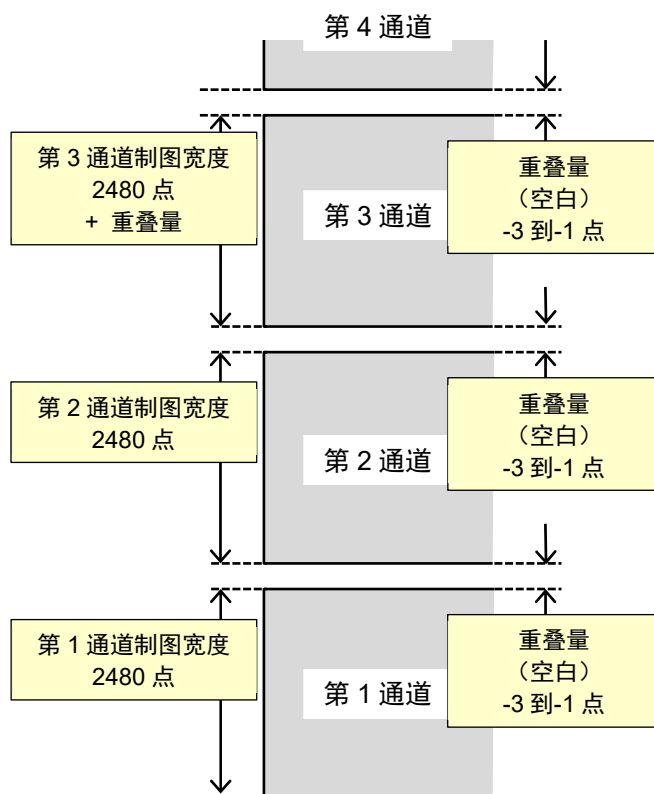 第 4 通道
第 3 通道制图宽度
2480 点
+ 重叠量
第 3 通道
重叠量
(空白)
-3 到-1 点
第 2 通道制图宽度
2480 点
第 2 通道
重叠量
(空白)
-3 到-1 点
第 1 通道制图宽度
2480 点
第 1 通道
重叠量
(空白)
-3 到-1 点